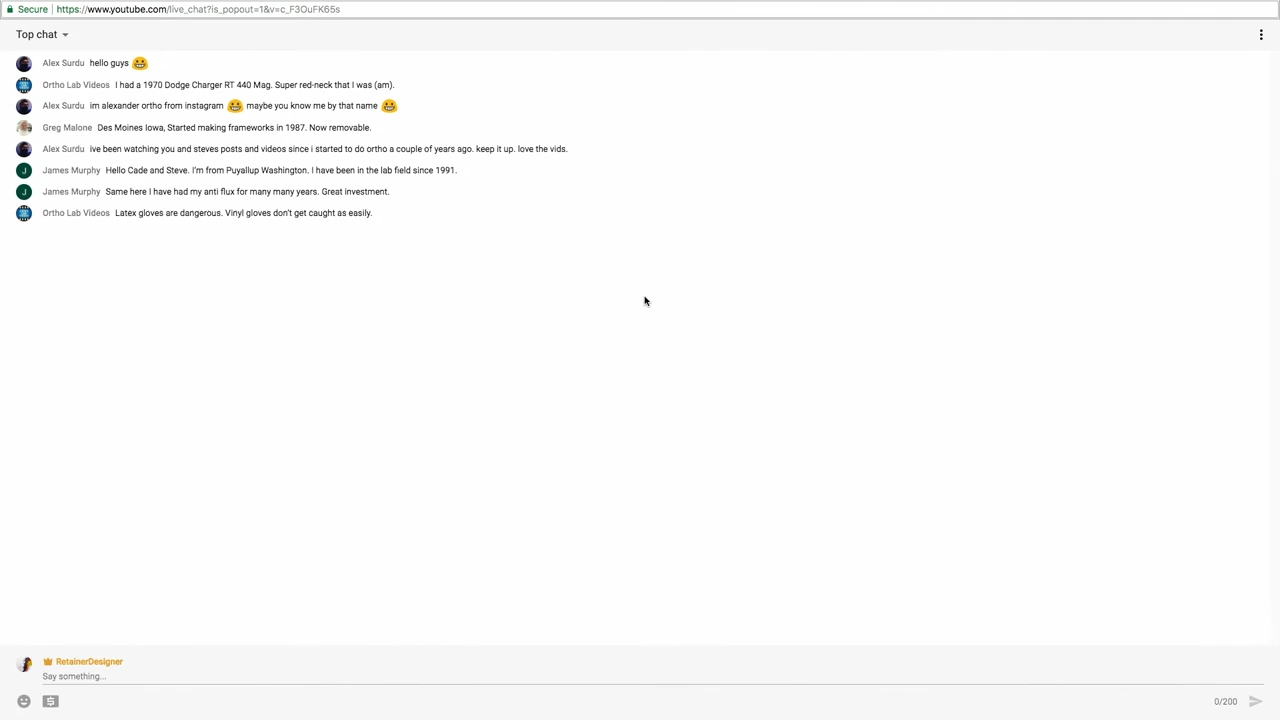 Secure https://www.youtube.com/live_chat?is_popout=1&v=c_F3OuFK65s
Top chat
Alex Surdu hello guys
Ortho Lab Videos I had a 1970 Dodge Charger RT 440 Mag. Super red-neck that I was (am).
Alex Surdu im alexander ortho from instagram maybe you know me by that name
Greg Malone Des Moines Iowa, Started making frameworks in 1987. Now removable.
Alex Surdu ive been watching you and steves posts and videos since i started to do ortho a couple of years ago. keep it up. love the vids.
J James Murphy Hello Cade and Steve. I'm from Puyallup Washington. I have been in the lab field since 1991.
J James Murphy Same here I have had my anti flux for many many years. Great investment.
Ortho Lab Videos Latex gloves are dangerous. Vinyl gloves don't get caught as easily.
RetainerDesigner
Say something...
0/200